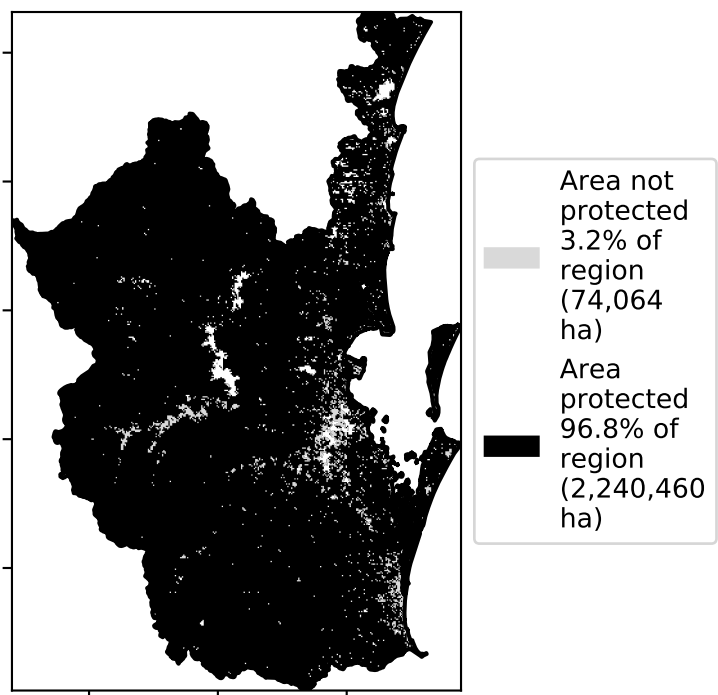 Area not
protected
3.2% of
region
(74,064
ha)
Area
protected
96.8% of
region
(2,240,460
ha)